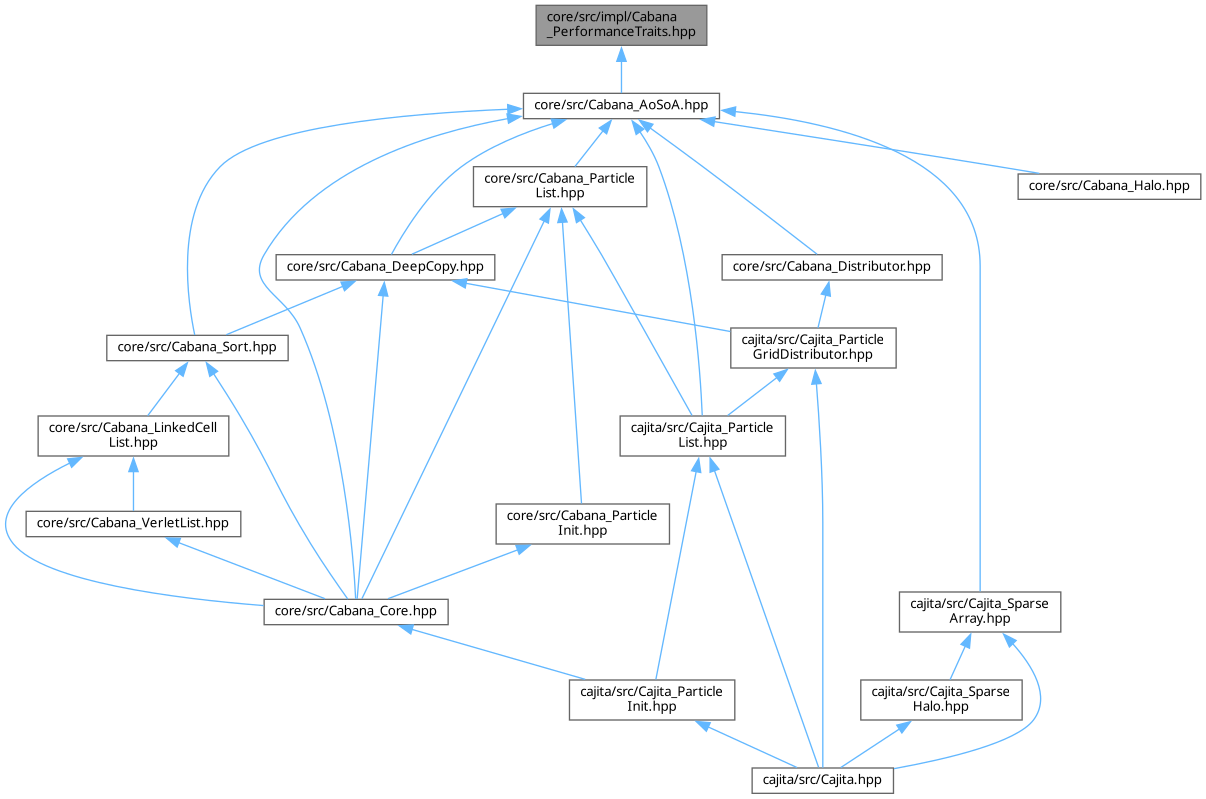 core/src/impl/Cabana
_PerformanceTraits.hpp
core/src/Cabana_AoSoA.hpp
core/src/Cabana_Particle
List.hpp
core/src/Cabana_Halo.hpp
core/src/Cabana_DeepCopy.hpp
core/src/Cabana_Distributor.hpp
core/src/Cabana_Sort.hpp
cajita/src/Cajita_Particle
GridDistributor.hpp
core/src/Cabana_LinkedCell
List.hpp
cajita/src/Cajita_Particle
List.hpp
core/src/Cabana_VerletList.hpp
core/src/Cabana_Particle
Init.hpp
core/src/Cabana_Core.hpp
cajita/src/Cajita_Sparse
Array.hpp
cajita/src/Cajita_Particle
Init.hpp
cajita/src/Cajita_Sparse
Halo.hpp
cajita/src/Cajita.hpp